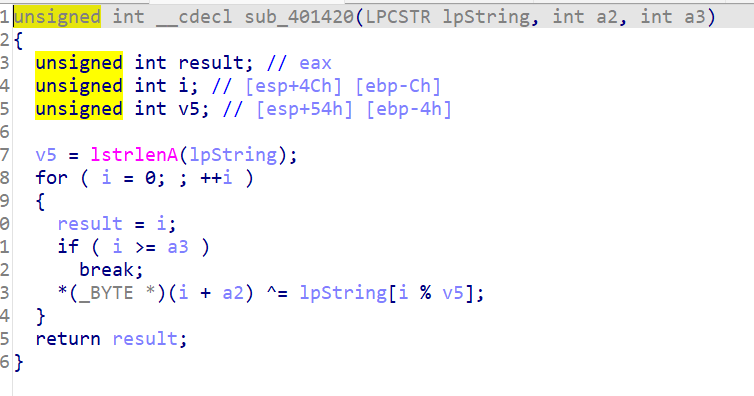 1 unsigned int __cdecl sub_401420(LPCSTR lpString, int a2, int a3)
2 {
3   unsigned int result; // eax
4   unsigned int i; // [esp+4Ch] [ebp-Ch]
5   unsigned int v5; // [esp+54h] [ebp-4h]
6
7   v5 = lstrlenA(lpString);
8   for ( i = 0; ; ++i )
9   {
0     result = i;
1     if ( i >= a3 )
2       break;
3     *(_BYTE *)(i + a2) ^= lpString[i % v5];
4   }
5   return result;
6 }